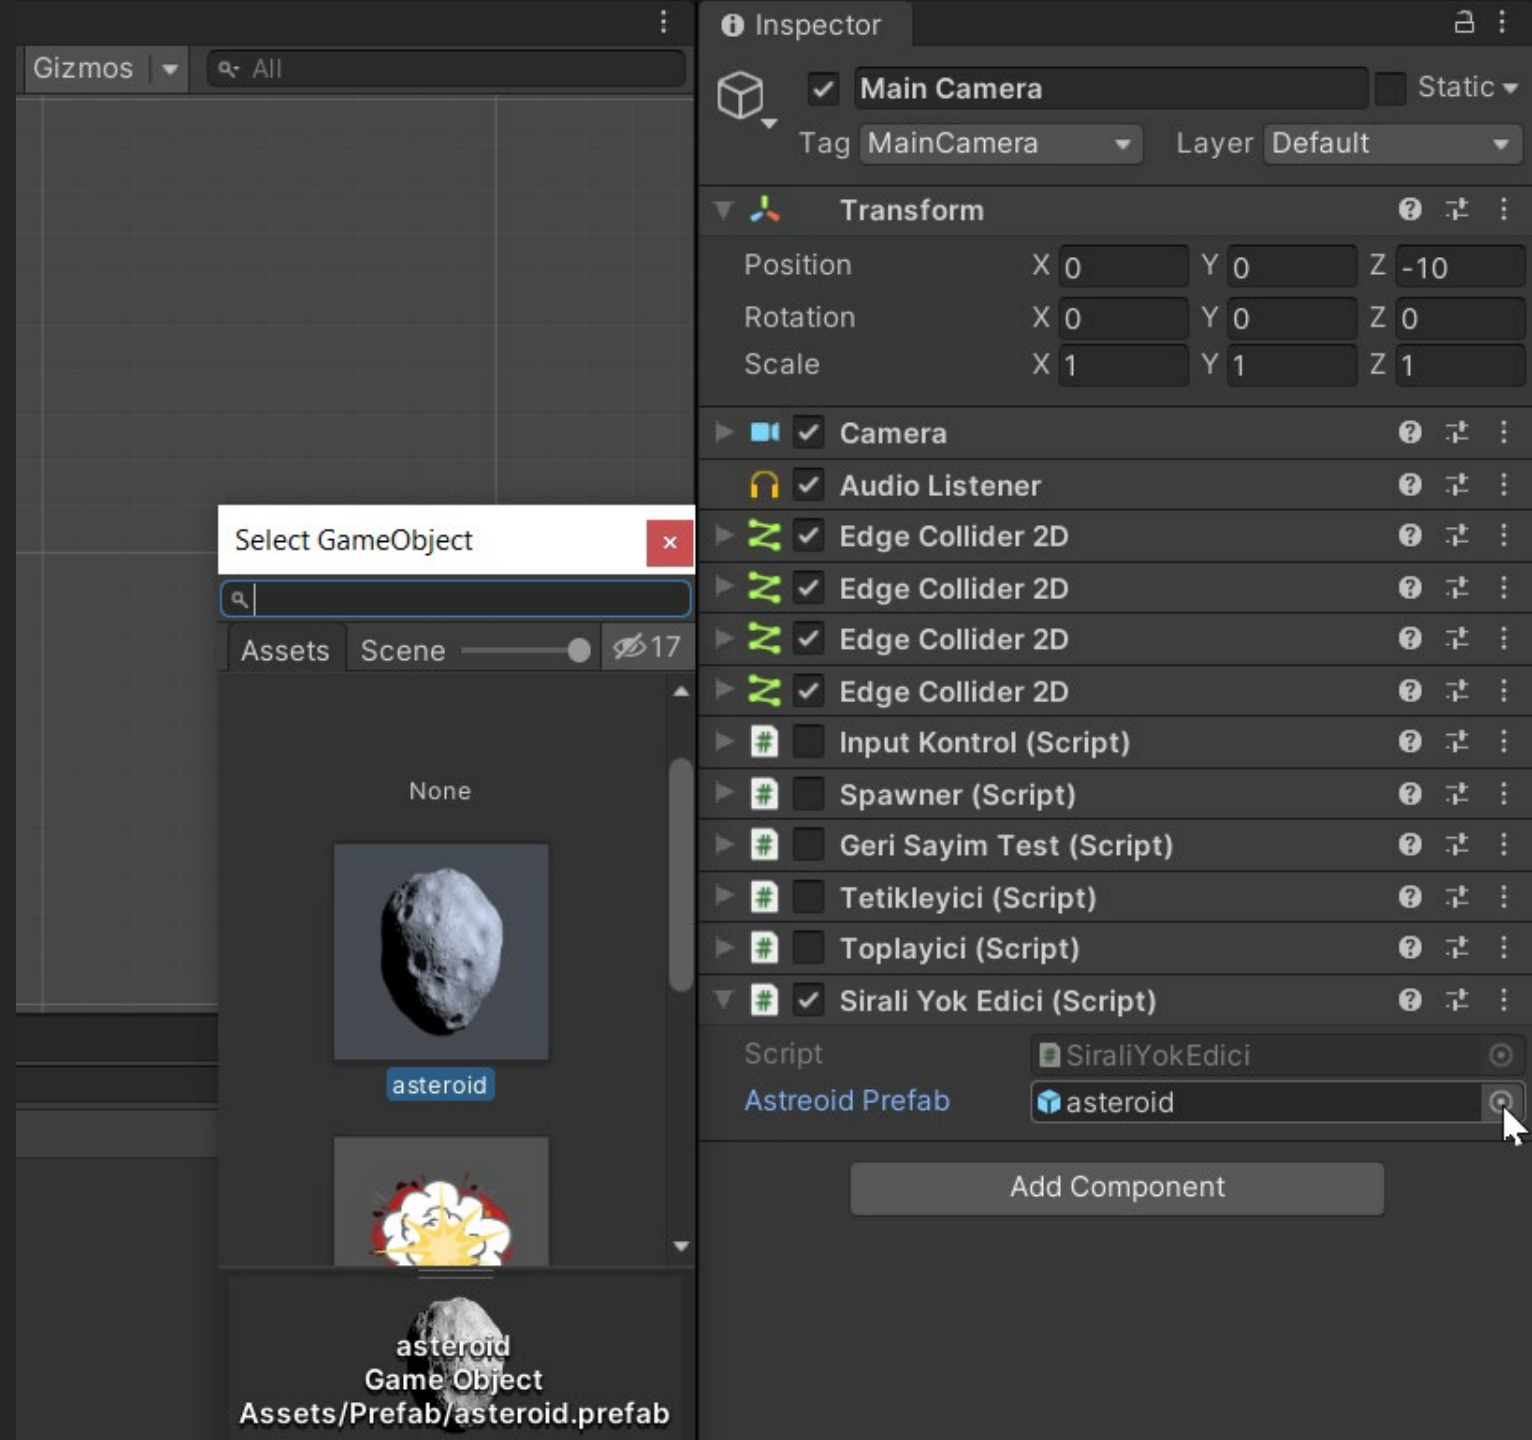 Gizmos
All
Select GameObject
Assets Scene 17
None
asteroid
asteroid
Game Object
Assets/Prefab/asteroid.prefab
Inspector
Main Camera Static
Tag MainCamera Layer Default
Transform
Position X 0 Y 0 Z -10
Rotation X 0 Y 0 Z 0
Scale X 1 Y 1 Z 1
Camera
Audio Listener
Edge Collider 2D
Edge Collider 2D
Edge Collider 2D
Edge Collider 2D
Input Kontrol (Script)
Spawner (Script)
Geri Sayim Test (Script)
Tetikleyici (Script)
Toplayici (Script)
Sirali Yok Edici (Script)
Script SiraliYokEdici
Astreoid Prefab asteroid
Add Component